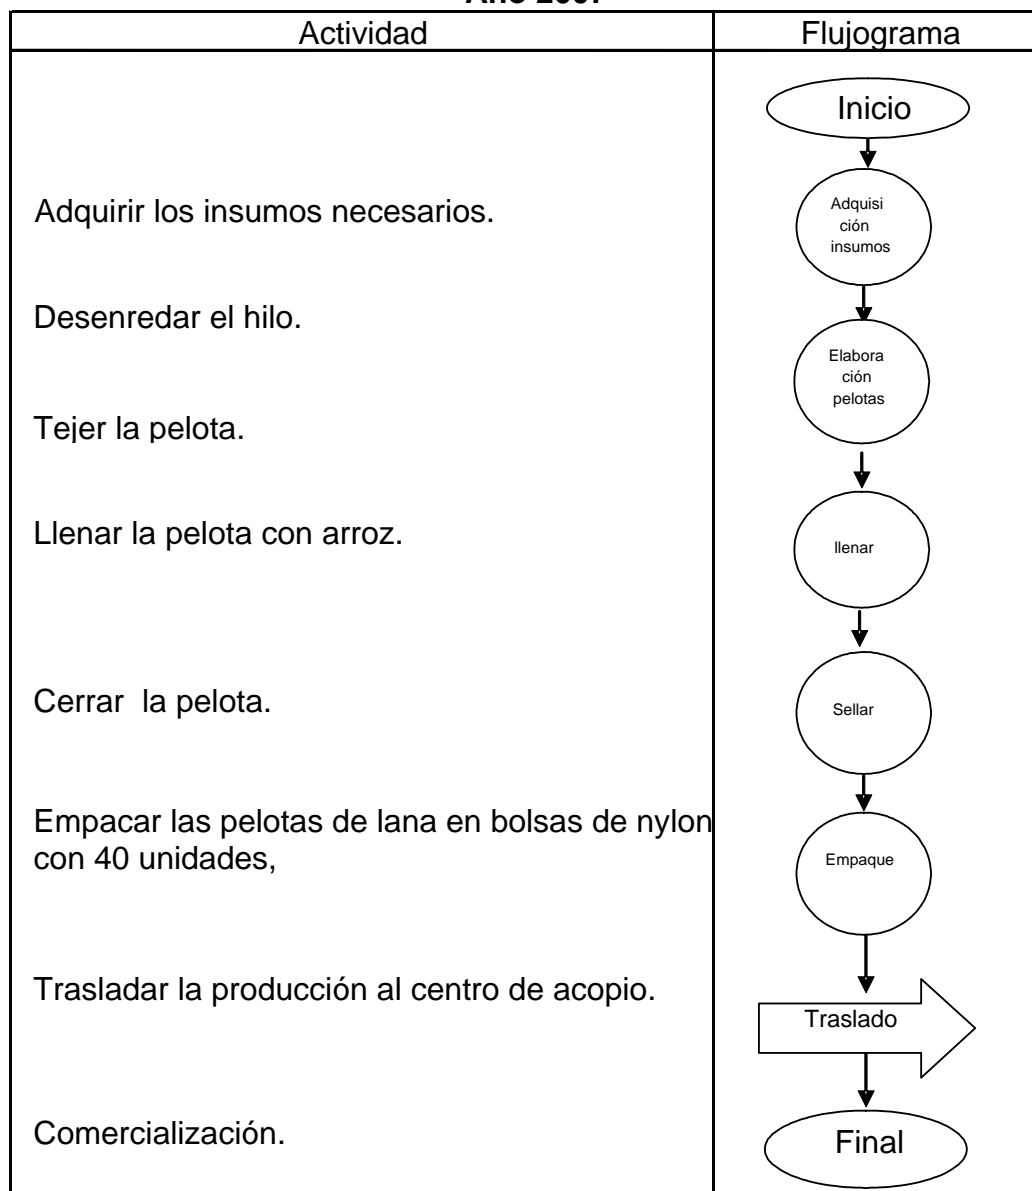 Actividad Flujograma
Inicio
Adquirir los insumos necesarios.
Adquisi
ción
insumos
Desenredar el hilo.
Elabora
ción
pelotas
Tejer la pelota.
Llenar la pelota con arroz.
llenar
Cerrar la pelota.
Sellar
Empacar las pelotas de lana en bolsas de nylon
con 40 unidades,
Empaque
Trasladar la producción al centro de acopio.
Traslado
Comercialización.
Final